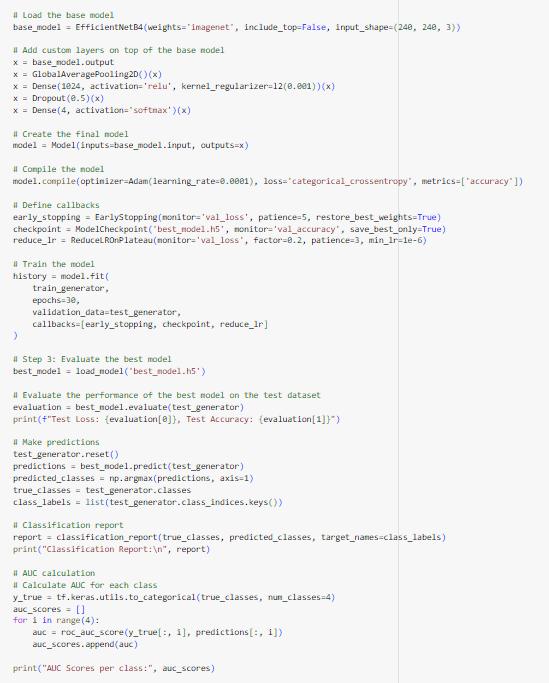 # Load the base model
base_model = EfficientNetB4(weights='imagenet', include_top=False, input_shape=(240, 240, 3))
# Add custom layers on top of the base model
x = base_model.output
x = GlobalAveragePooling2D()(x)
x = Dense(1024, activation='relu', kernel_regularizer=l2(0.001))(x)
x = Dropout(0.5)(x)
x = Dense(4, activation='softmax')(x)
# Create the final model
model = Model(inputs=base_model.input, outputs=x)
# Compile the model
model.compile(optimizer=Adam(learning_rate=0.0001), loss='categorical_crossentropy', metrics=['accuracy'])
# Define callbacks
early_stopping = EarlyStopping(monitor='val_loss', patience=5, restore_best_weights=True)
checkpoint = ModelCheckpoint('best_model.h5', monitor='val_accuracy', save_best_only=True)
reduce_lr = ReduceLROnPlateau(monitor='val_loss', factor=0.2, patience=3, min_lr=1e-6)
# Train the model
history = model.fit(
    train_generator,
    epochs=30,
    validation_data=test_generator,
    callbacks=[early_stopping, checkpoint, reduce_lr]
)
# Step 3: Evaluate the best model
best_model = load_model('best_model.h5')
# Evaluate the performance of the best model on the test dataset
evaluation = best_model.evaluate(test_generator)
print(f"Test Loss: {evaluation[0]}, Test Accuracy: {evaluation[1]}")
# Make predictions
test_generator.reset()
predictions = best_model.predict(test_generator)
predicted_classes = np.argmax(predictions, axis=1)
true_classes = test_generator.classes
class_labels = list(test_generator.class_indices.keys())
# Classification report
report = classification_report(true_classes, predicted_classes, target_names=class_labels)
print("Classification Report:\n", report)
# AUC calculation
# Calculate AUC for each class
y_true = tf.keras.utils.to_categorical(true_classes, num_classes=4)
auc_scores = []
for i in range(4):
    auc = roc_auc_score(y_true[:, i], predictions[:, i])
    auc_scores.append(auc)
print("AUC Scores per class:", auc_scores)